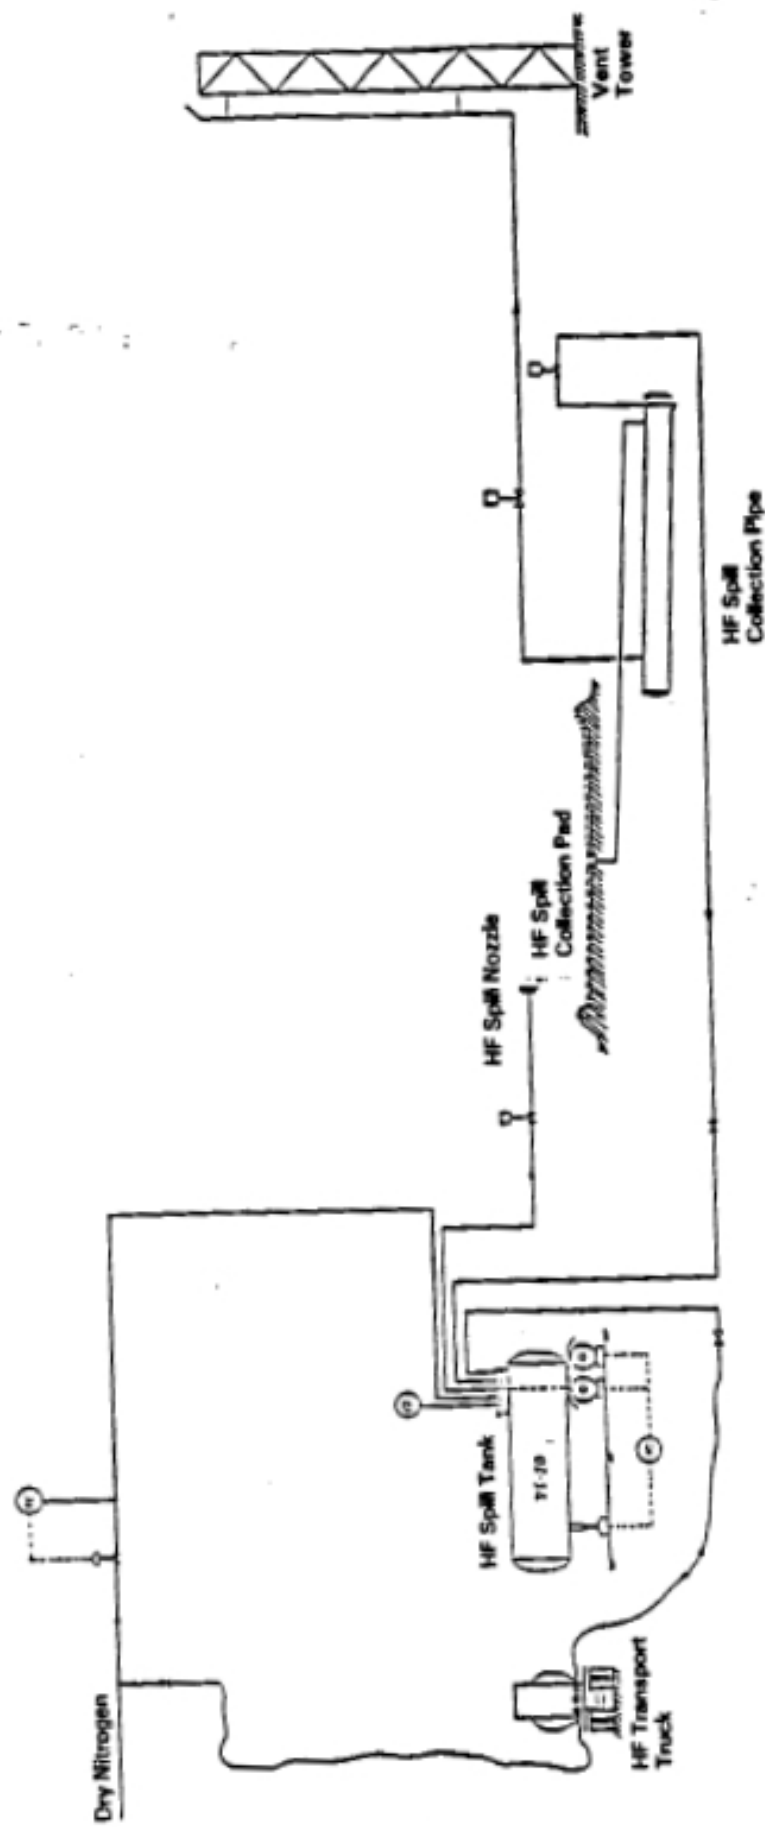 Dry Nitrogen
HF Transport
Truck
HF Spill Tank
HF Spill Nozzle
HF Spill
Collection Pad
HF Spill
Collection Pipe
Vent
Tower